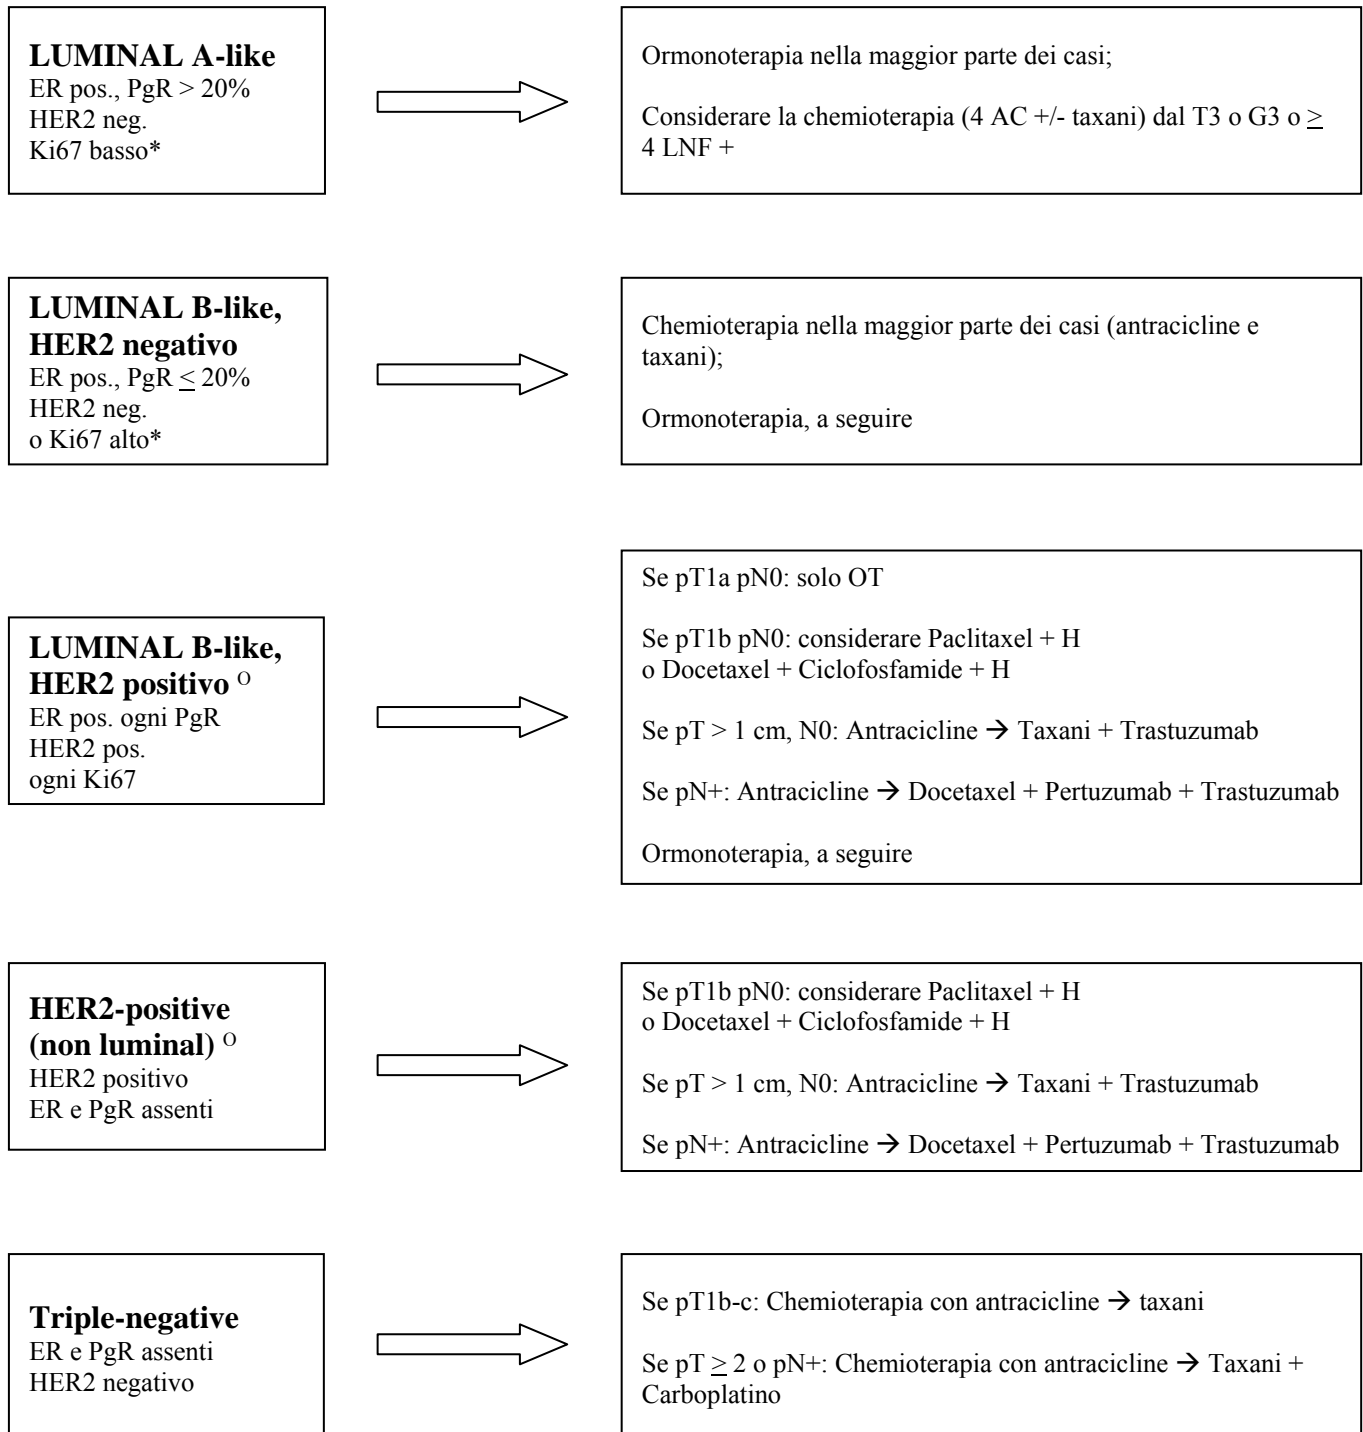 LUMINAL A-like
ER pos., PgR > 20%
HER2 neg.
Ki67 basso*
Ormonoterapia nella maggior parte dei casi;
Considerare la chemioterapia (4 AC +/- taxani) dal T3 o G3 o ≥
4 LNF +
LUMINAL B-like,
HER2 negativo
ER pos., PgR ≤ 20%
HER2 neg.
o Ki67 alto*
Chemioterapia nella maggior parte dei casi (antracicline e
taxani);
Ormonoterapia, a seguire
LUMINAL B-like,
HER2 positivo O
ER pos. ogni PgR
HER2 pos.
ogni Ki67
Se pT1a pN0: solo OT
Se pT1b pN0: considerare Paclitaxel + H
o Docetaxel + Ciclofosfamide + H
Se pT > 1 cm, N0: Antracicline → Taxani + Trastuzumab
Se pN+: Antracicline → Docetaxel + Pertuzumab + Trastuzumab
Ormonoterapia, a seguire
HER2-positive
(non luminal) O
HER2 positivo
ER e PgR assenti
Se pT1b pN0: considerare Paclitaxel + H
o Docetaxel + Ciclofosfamide + H
Se pT > 1 cm, N0: Antracicline → Taxani + Trastuzumab
Se pN+: Antracicline → Docetaxel + Pertuzumab + Trastuzumab
Triple-negative
ER e PgR assenti
HER2 negativo
Se pT1b-c: Chemioterapia con antracicline → taxani
Se pT ≥ 2 o pN+: Chemioterapia con antracicline → Taxani +
Carboplatino